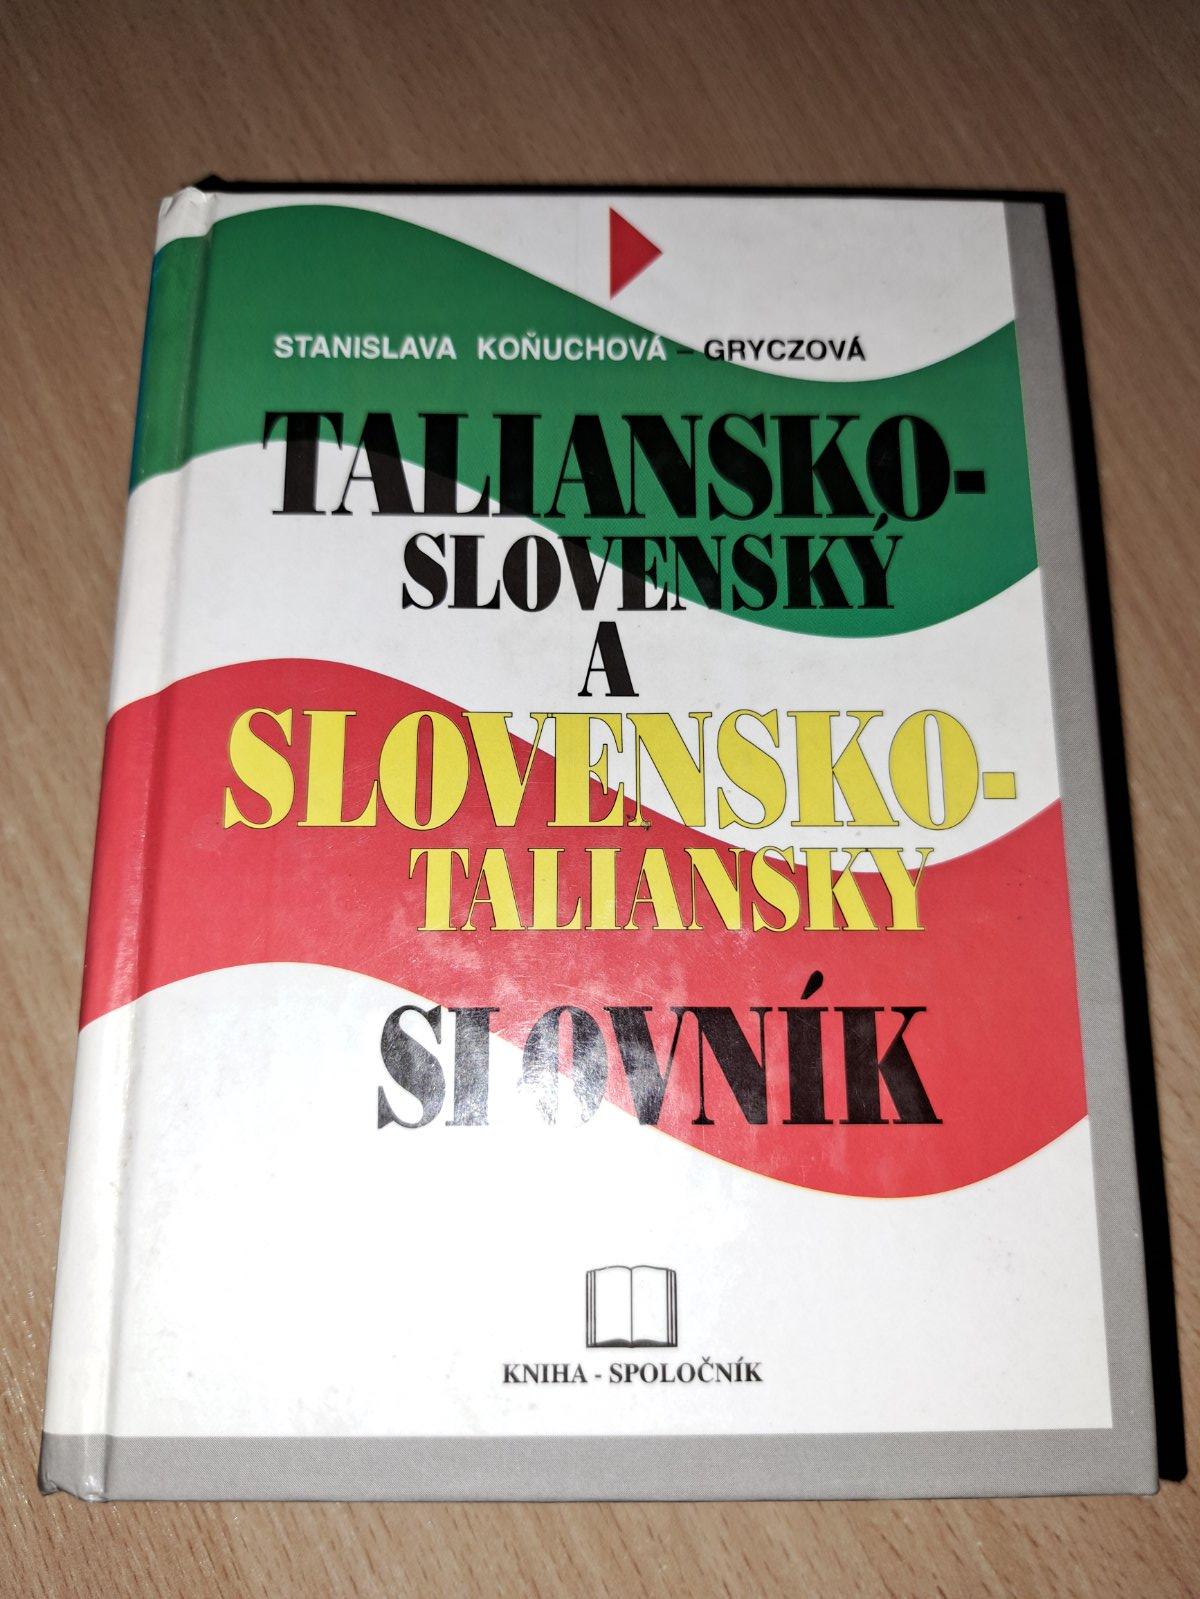 STANISLAVA KOŇUCHOVÁ - GRYCZOVÁ
TALIANSKO-
SLOVENSKÝ
A
SLOVENSKO-
TALIANSKY
SLOVNÍK
KNIHA - SPOLOČNÍK